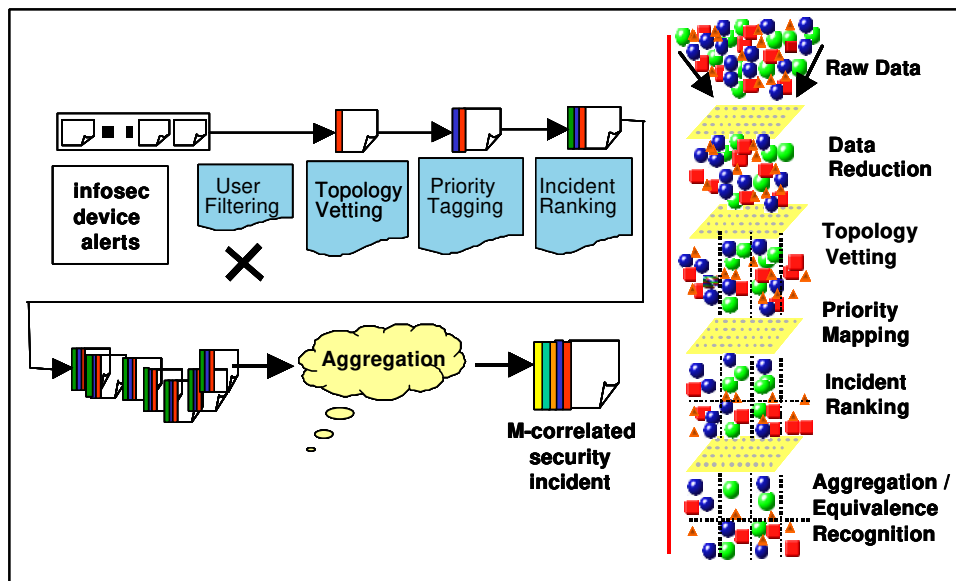 infosec
device
alerts
User
Filtering
Topology
Vetting
Priority
Tagging
Incident
Ranking
Aggregation
M-correlated
security
incident
Raw Data
Data
Reduction
Topology
Vetting
Priority
Mapping
Incident
Ranking
Aggregation /
Equivalence
Recognition